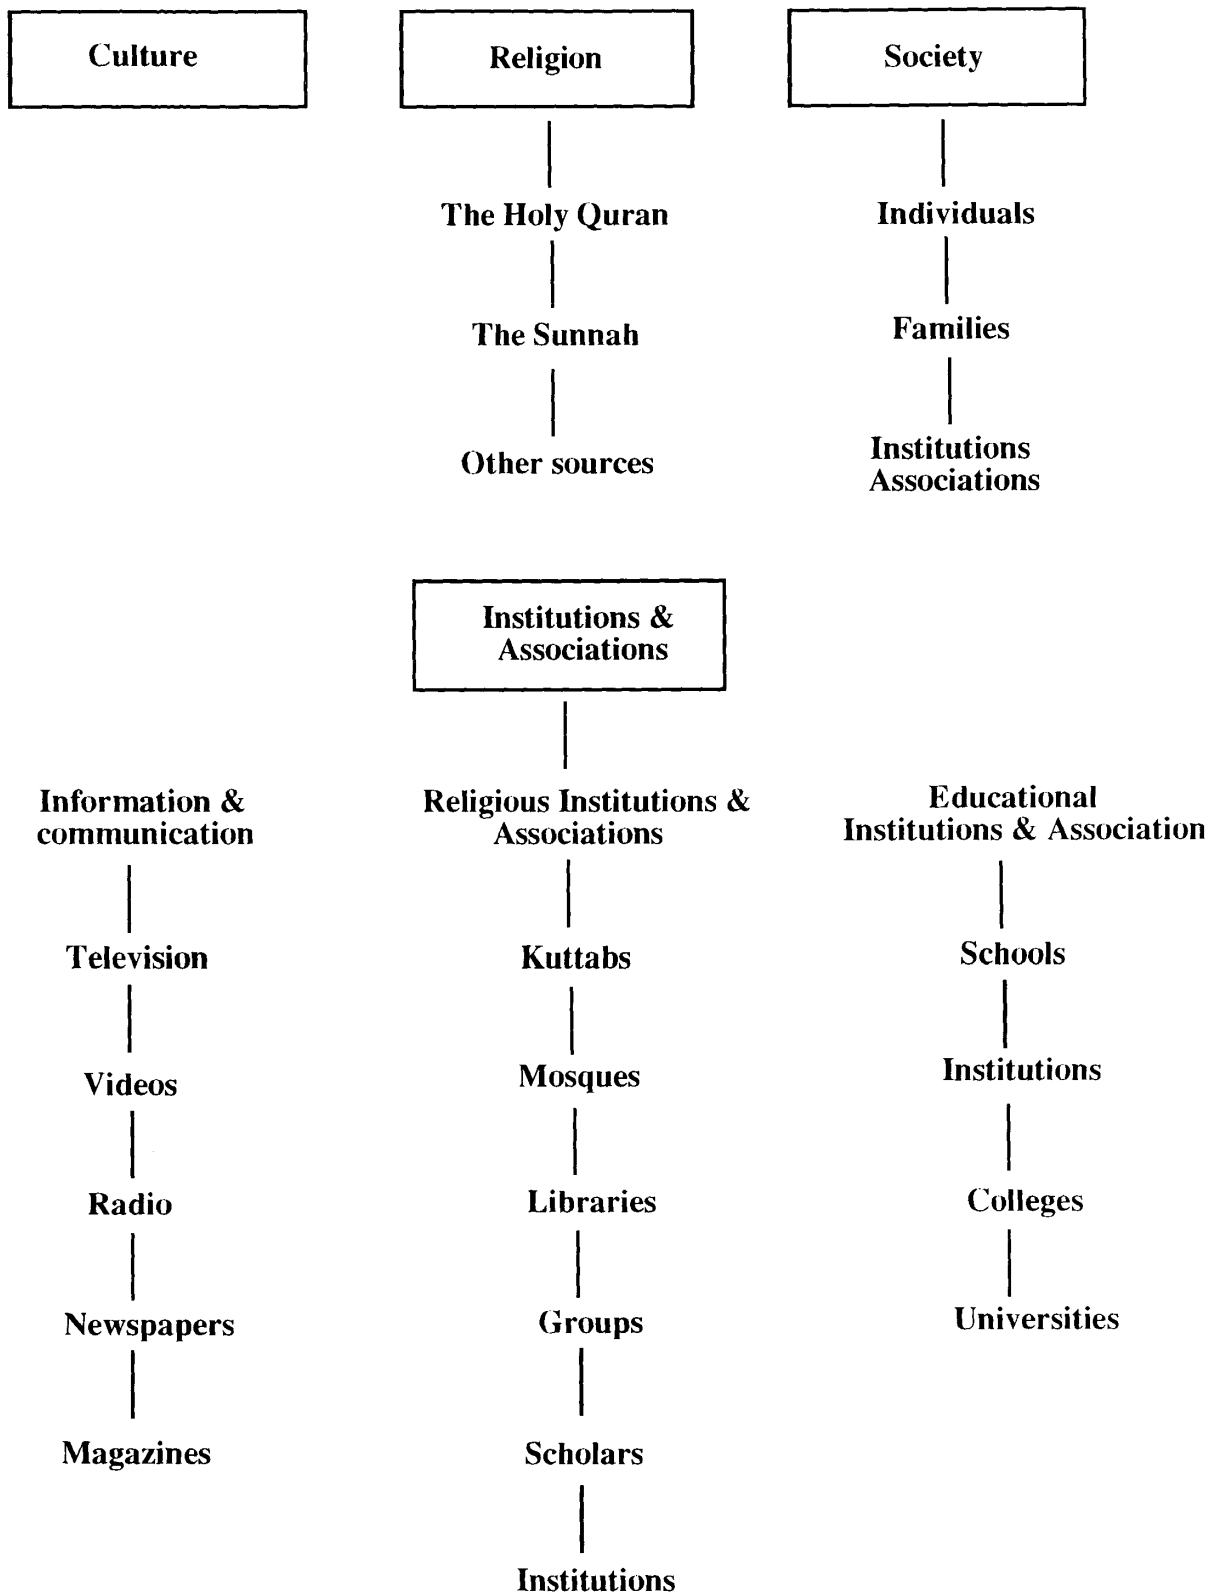 Culture
Religion
Society
The Holy Quran
Individuals
The Sunnah
Families
Other sources
Institutions
Associations
Institutions &
Associations
Information &
communication
Religious Institutions &
Associations
Educational
Institutions & Association
Television
Kuttabs
Schools
Videos
Mosques
Institutions
Radio
Libraries
Colleges
Newspapers
Groups
Universities
Magazines
Scholars
Institutions